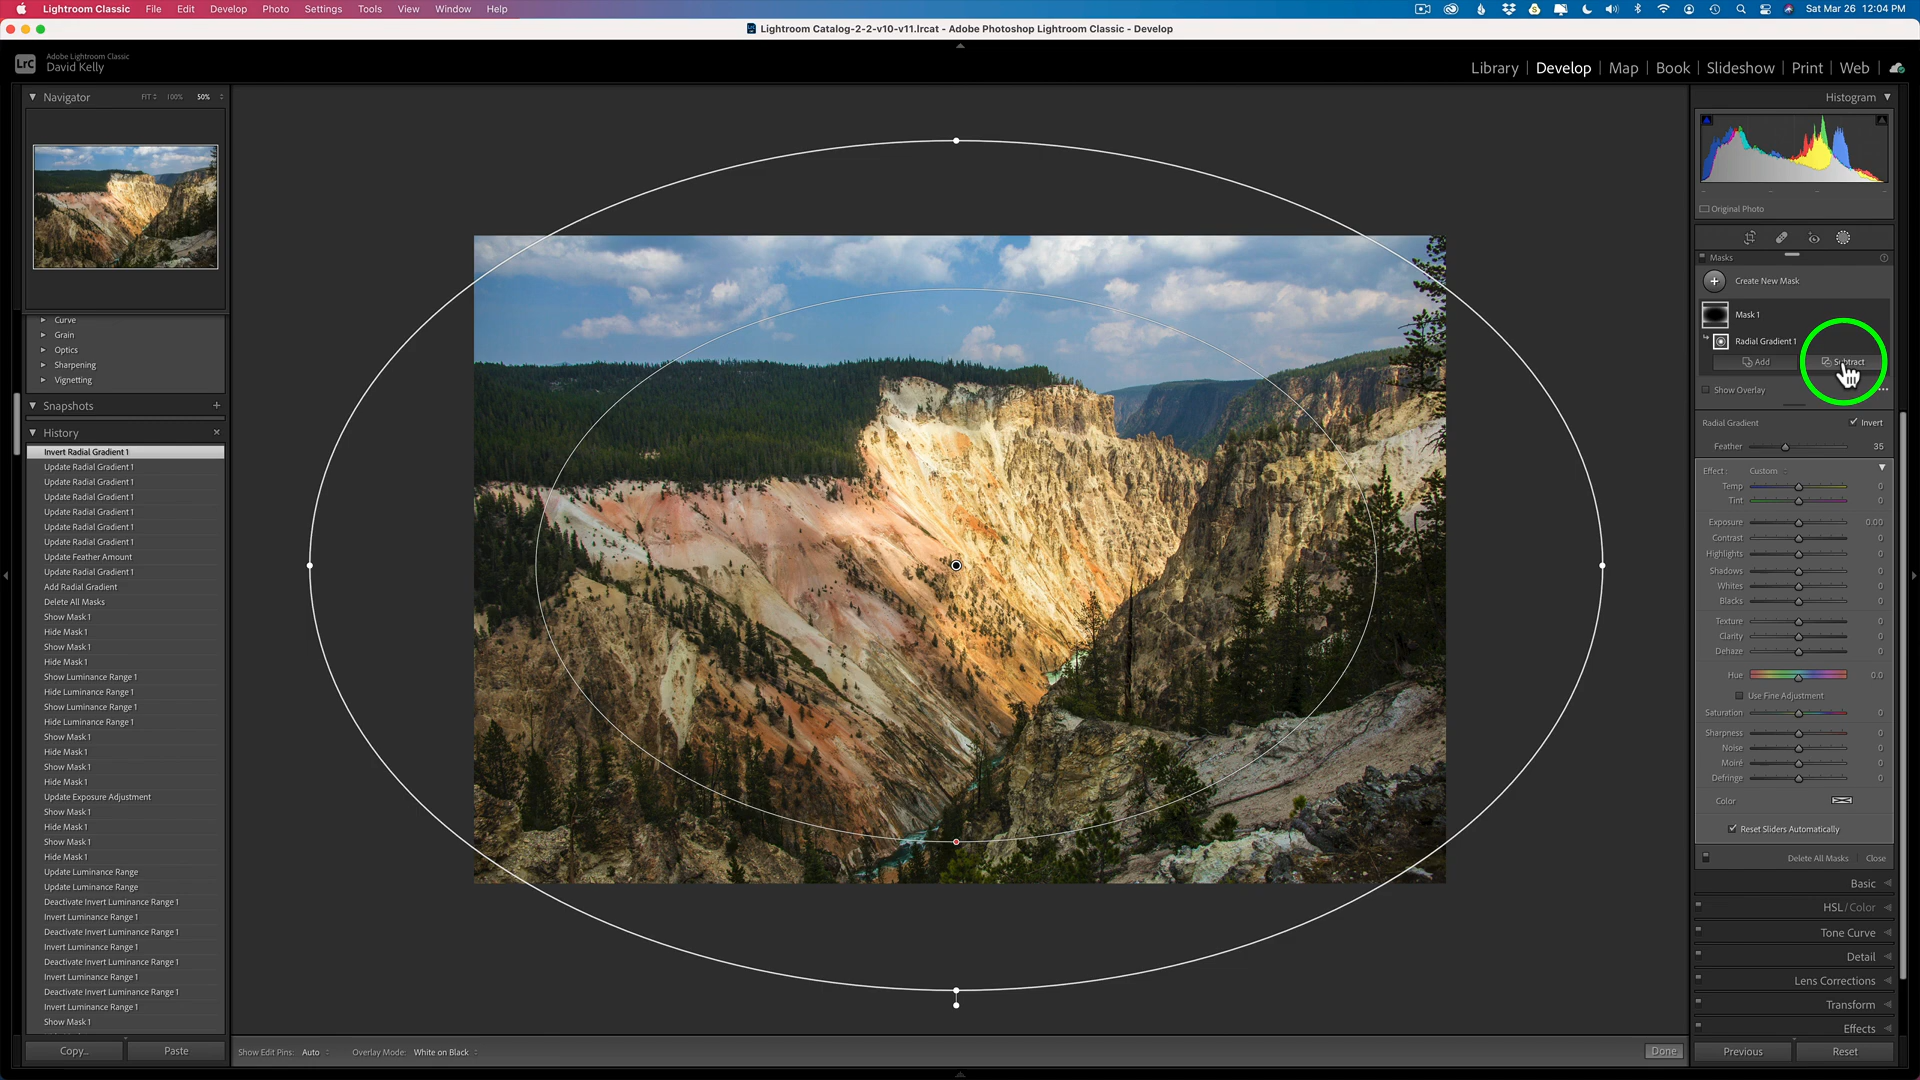 Lightroom Classic File Edit Develop Photo Settings Tools View Window Help Sat Mar 26 12:04 PM
Lightroom Catalog-2-2-v10-v11.lrcat - Adobe Photoshop Lightroom Classic - Develop
LrC Adobe Lightroom Classic
David Kelly
Library | Develop | Map | Book | Slideshow | Print | Web
Navigator FIT 100% 50%
Curve
Grain
Optics
Sharpening
Vignetting
Snapshots +
History ×
Invert Radial Gradient 1
Update Radial Gradient 1
Update Radial Gradient 1
Update Radial Gradient 1
Update Radial Gradient 1
Update Radial Gradient 1
Update Radial Gradient 1
Update Feather Amount
Update Radial Gradient 1
Add Radial Gradient
Delete All Masks
Show Mask 1
Hide Mask 1
Show Mask 1
Hide Mask 1
Show Luminance Range 1
Hide Luminance Range 1
Show Luminance Range 1
Hide Luminance Range 1
Show Mask 1
Hide Mask 1
Show Mask 1
Hide Mask 1
Update Exposure Adjustment
Show Mask 1
Hide Mask 1
Show Mask 1
Hide Mask 1
Update Luminance Range
Update Luminance Range
Deactivate Invert Luminance Range 1
Invert Luminance Range 1
Deactivate Invert Luminance Range 1
Invert Luminance Range 1
Deactivate Invert Luminance Range 1
Invert Luminance Range 1
Deactivate Invert Luminance Range 1
Invert Luminance Range 1
Show Mask 1
Copy... Paste
Show Edit Pins: Auto Overlay Mode: White on Black Done
Histogram
Original Photo
Masks
Create New Mask
Mask 1
Radial Gradient 1
Add Subtract
Show Overlay
Radial Gradient Invert
Feather 35
Effect: Custom
Temp 0
Tint 0
Exposure 0.00
Contrast 0
Highlights 0
Shadows 0
Whites 0
Blacks 0
Texture 0
Clarity 0
Dehaze 0
Hue 0.0
Use Fine Adjustment
Saturation 0
Sharpness 0
Noise 0
Moiré 0
Defringe 0
Color
Reset Sliders Automatically
Delete All Masks Close
Basic
HSL / Color
Tone Curve
Detail
Lens Corrections
Transform
Effects
Previous Reset